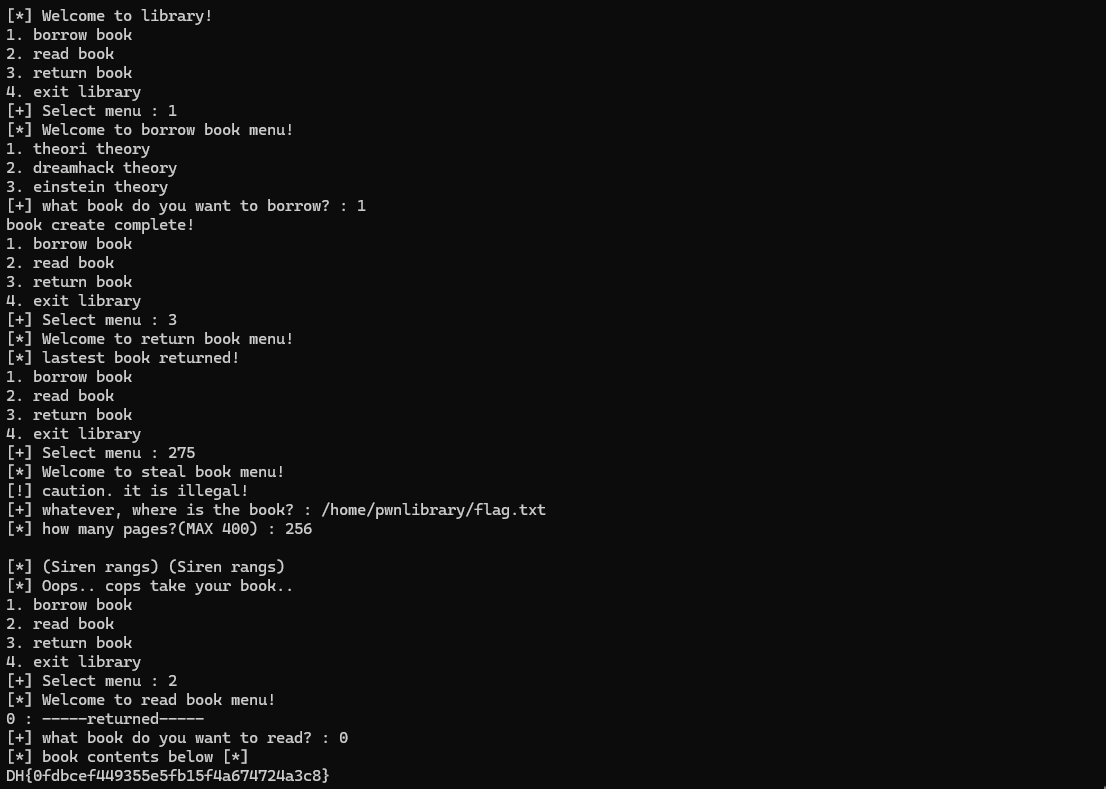 [*] Welcome to library!
1. borrow book
2. read book
3. return book
4. exit library
[+] Select menu : 1
[*] Welcome to borrow book menu!
1. theori theory
2. dreamhack theory
3. einstein theory
[+] what book do you want to borrow? : 1
book create complete!
1. borrow book
2. read book
3. return book
4. exit library
[+] Select menu : 3
[*] Welcome to return book menu!
[*] lastest book returned!
1. borrow book
2. read book
3. return book
4. exit library
[+] Select menu : 275
[*] Welcome to steal book menu!
[!] caution. it is illegal!
[+] whatever, where is the book? : /home/pwnlibrary/flag.txt
[*] how many pages?(MAX 400) : 256
[*] (Siren rangs) (Siren rangs)
[*] Oops.. cops take your book..
1. borrow book
2. read book
3. return book
4. exit library
[+] Select menu : 2
[*] Welcome to read book menu!
0 : -----returned-----
[+] what book do you want to read? : 0
[*] book contents below [*]
DH{0fdbcef449355e5fb15f4a674724a3c8}